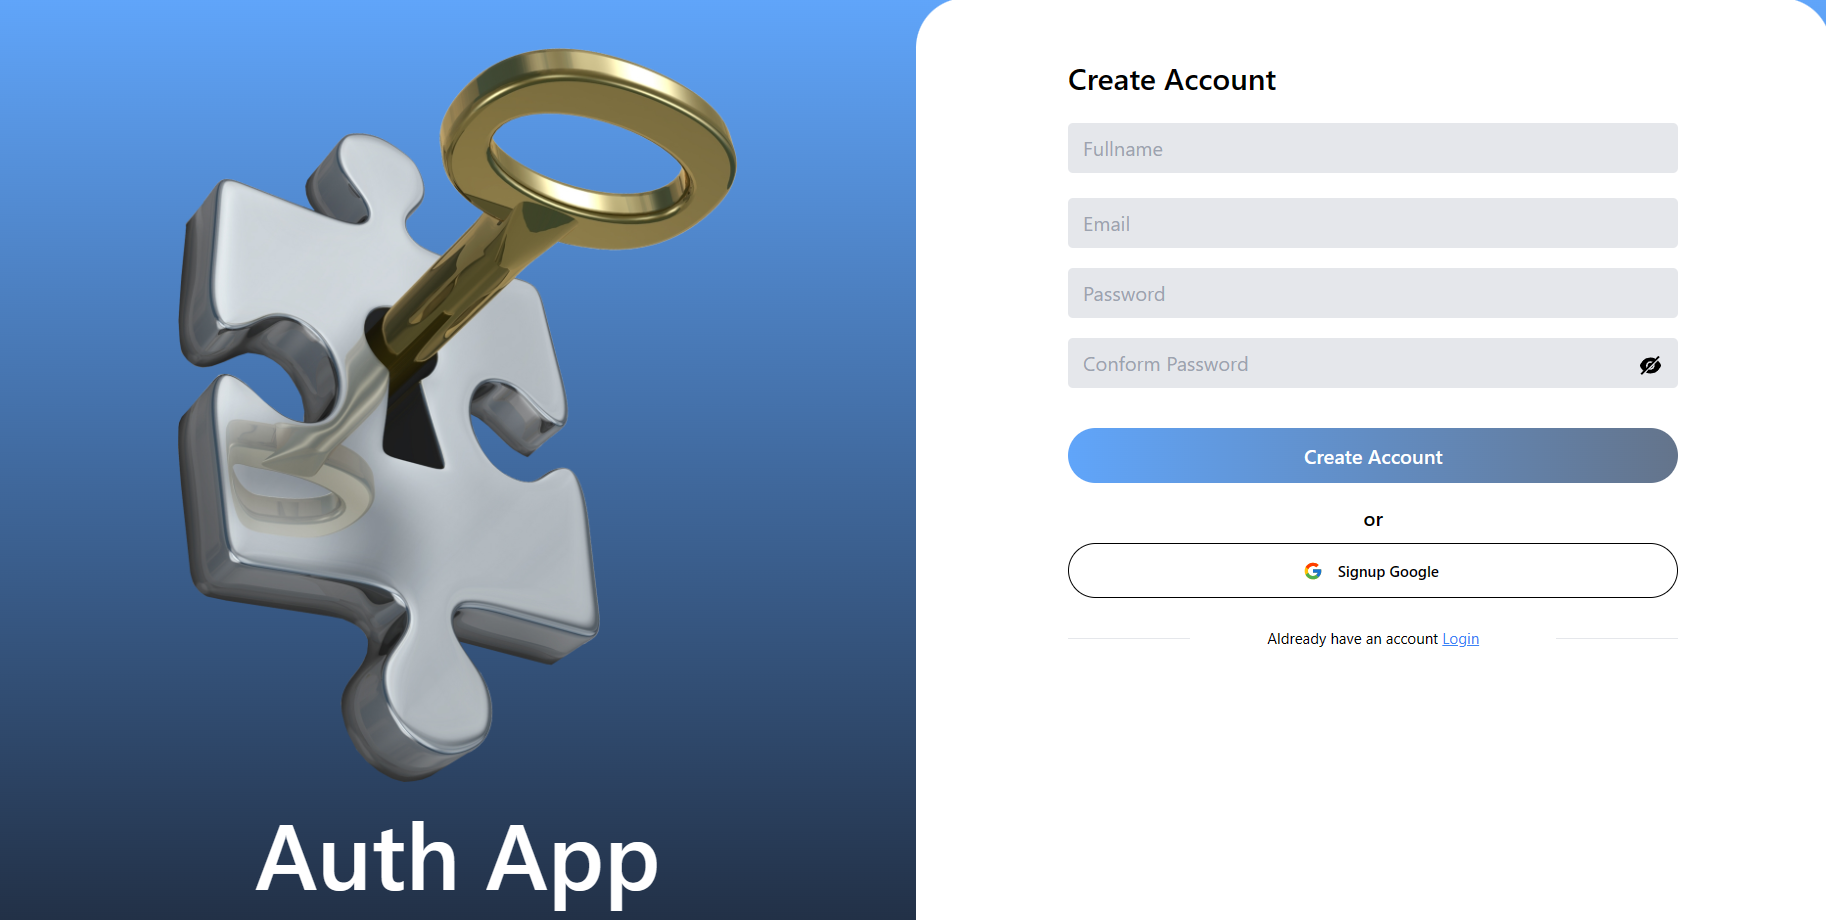 Create Account
Fullname
Email
Password
Conform Password
Create Account
or
Signup Google
Aldready have an account Login
Auth App